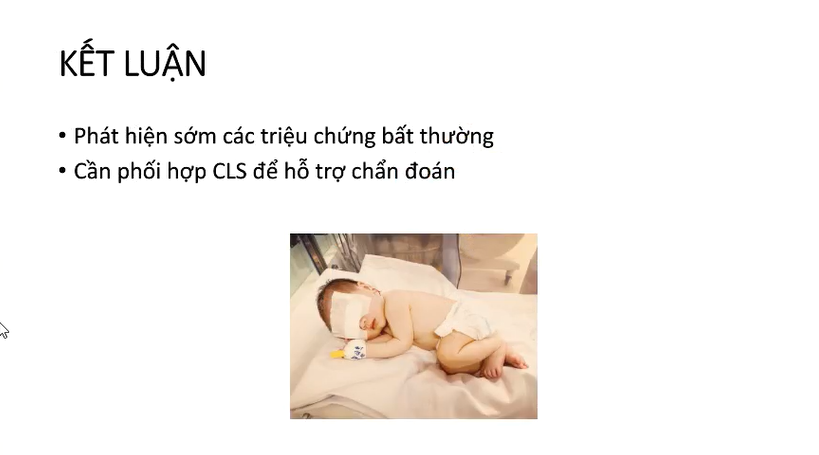 KẾT LUẬN
• Phát hiện sớm các triệu chứng bất thường
• Cần phối hợp CLS để hỗ trợ chẩn đoán